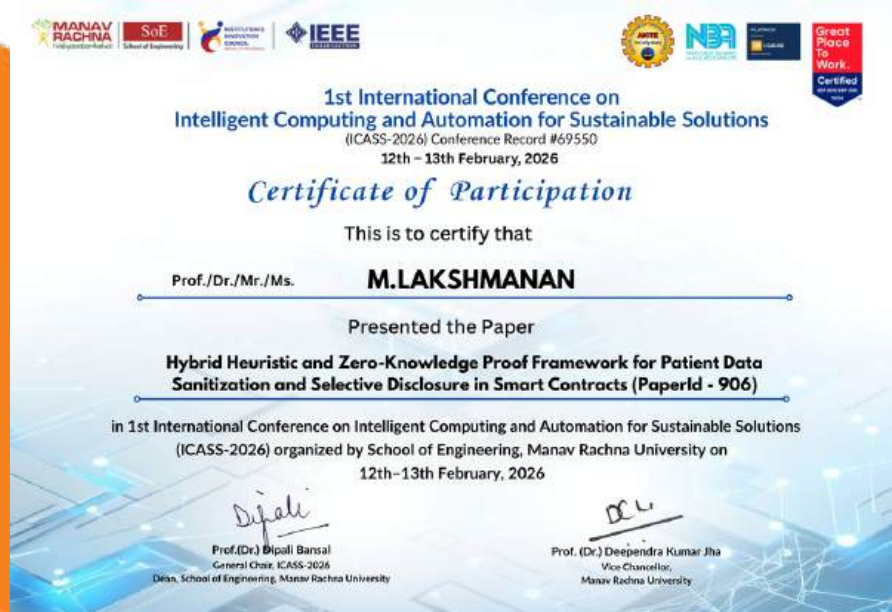 MANAV
RACHNA
vidyanatariksha
SoE
School of Engineering
INSTITUTION'S
INNOVATION
COUNCIL
IEEE
AICTE
NBA
Great
Place
To
Work.
Certified
1st International Conference on
Intelligent Computing and Automation for Sustainable Solutions
(ICASS-2026) Conference Record #69550
12th – 13th February, 2026
Certificate of Participation
This is to certify that
Prof./Dr./Mr./Ms. M.LAKSHMANAN
Presented the Paper
Hybrid Heuristic and Zero-Knowledge Proof Framework for Patient Data
Sanitization and Selective Disclosure in Smart Contracts (PaperId - 906)
in 1st International Conference on Intelligent Computing and Automation for Sustainable Solutions
(ICASS-2026) organized by School of Engineering, Manav Rachna University on
12th–13th February, 2026
Dipali
Prof.(Dr.) Dipali Bansal
General Chair, ICASS-2026
Dean, School of Engineering, Manav Rachna University
Prof. (Dr.) Deependra Kumar Jha
Vice Chancellor,
Manav Rachna University